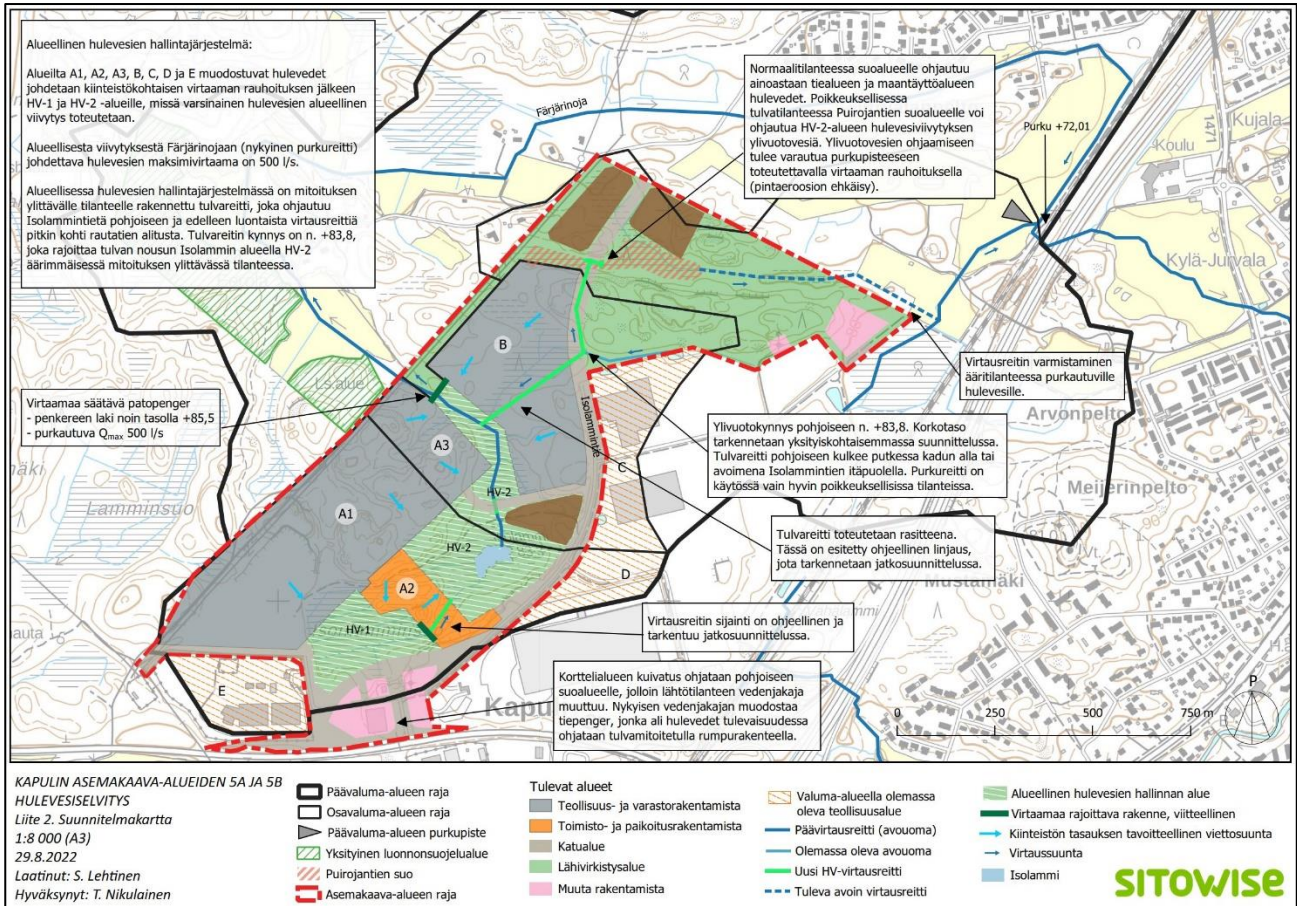 Alueellinen hulevesien hallintajärjestelmä:
Alueilta A1, A2, A3, B, C, D ja E muodostuvat hulevedet
johdetaan kiinteistökohtaisen virtaaman rauhoituksen jälkeen
HV-1 ja HV-2 -alueille, missä varsinainen hulevesien alueellinen
viivytys toteutetaan.
Alueellisesta viivytyksestä Färjärinojaan (nykyinen purkureitti)
johdettava hulevesien maksimivirtaama on 500 l/s.
Alueellisessa hulevesien hallintajärjestelmässä on mitoituksen
ylittävälle tilanteelle rakennettu tulvareitti, joka ohjautuu
Isolammintietä pohjoiseen ja edelleen luontaista virtausreittiä
pitkin kohti rautatien alitusta. Tulvareitin kynnys on n. +83,8,
joka rajoittaa tulvan nousun Isolammin alueella HV-2
äärimmäisessä mitoituksen ylittävässä tilanteessa.
Färjärinoja
Normaalitilanteessa suoalueelle ohjautuu
ainoastaan tiealueen ja maantäyttöalueen
hulevedet. Poikkeuksellisessa
tulvatilanteessa Puirojantien suoalueelle voi
ohjautua HV-2-alueen hulevesiviivytyksen
ylivuotovesiä. Ylivuotovesien ohjaamiseen
tulee varautua purkupisteeseen
toteutettavalla virtaaman rauhoituksella
(pintaeroosion ehkäisy).
Purku +72,01
1471
Kujala
Koulu
Kylä-Jurvala
Virtausreitin varmistaminen
ääritilanteessa purkautuville
hulevesille.
Arvonpelto
Meijerinpelto
Mustamäki
Ls.alue
Virtaamaa säätävä patopenger
- penkereen laki noin tasolla +85,5
- purkautuva Qmax 500 l/s
Lamminsuo
B
A3
A1
A2
HV-2
HV-2
HV-1
Isolammintie
C
D
E
Ylivuotokynnys pohjoiseen n. +83,8. Korkotaso
tarkennetaan yksityiskohtaisemmassa suunnittelussa.
Tulvareitti pohjoiseen kulkee putkessa kadun alla tai
avoimena Isolammintien itäpuolella. Purkureitti on
käytössä vain hyvin poikkeuksellisissa tilanteissa.
Tulvareitti toteutetaan rasitteena.
Tässä on esitetty ohjeellinen linjaus,
jota tarkennetaan jatkosuunnittelussa.
Virtausreitin sijainti on ohjeellinen ja
tarkentuu jatkosuunnittelussa.
Korttelialueen kuivatus ohjataan pohjoiseen
suoalueelle, jolloin lähtötilanteen vedenjakaja
muuttuu. Nykyisen vedenjakajan muodostaa
tiepenger, jonka ali hulevedet tulevaisuudessa
ohjataan tulvamitoitetulla rumpurakenteella.
0 250 500 750 m
P
KAPULIN ASEMAKAAVA-ALUEIDEN 5A JA 5B
HULEVESISELVITYS
Liite 2. Suunnitelmakartta
1:8 000 (A3)
29.8.2022
Laatinut: S. Lehtinen
Hyväksynyt: T. Nikulainen
Päävaluma-alueen raja
Osavaluma-alueen raja
Päävaluma-alueen purkupiste
Yksityinen luonnonsuojelualue
Puirojantien suo
Asemakaava-alueen raja
Tulevat alueet
Teollisuus- ja varastorakentamista
Toimisto- ja paikoitusrakentamista
Katualue
Lähivirkistysalue
Muuta rakentamista
Valuma-alueella olemassa
oleva teollisuusalue
Päävirtausreitti (avouoma)
Olemassa oleva avouoma
Uusi HV-virtausreitti
Tuleva avoin virtausreitti
Alueellinen hulevesien hallinnan alue
Virtaamaa rajoittava rakenne, viitteellinen
Kiinteistön tasauksen tavoitteellinen viettosuunta
Virtaussuunta
Isolammi
SITOWISE